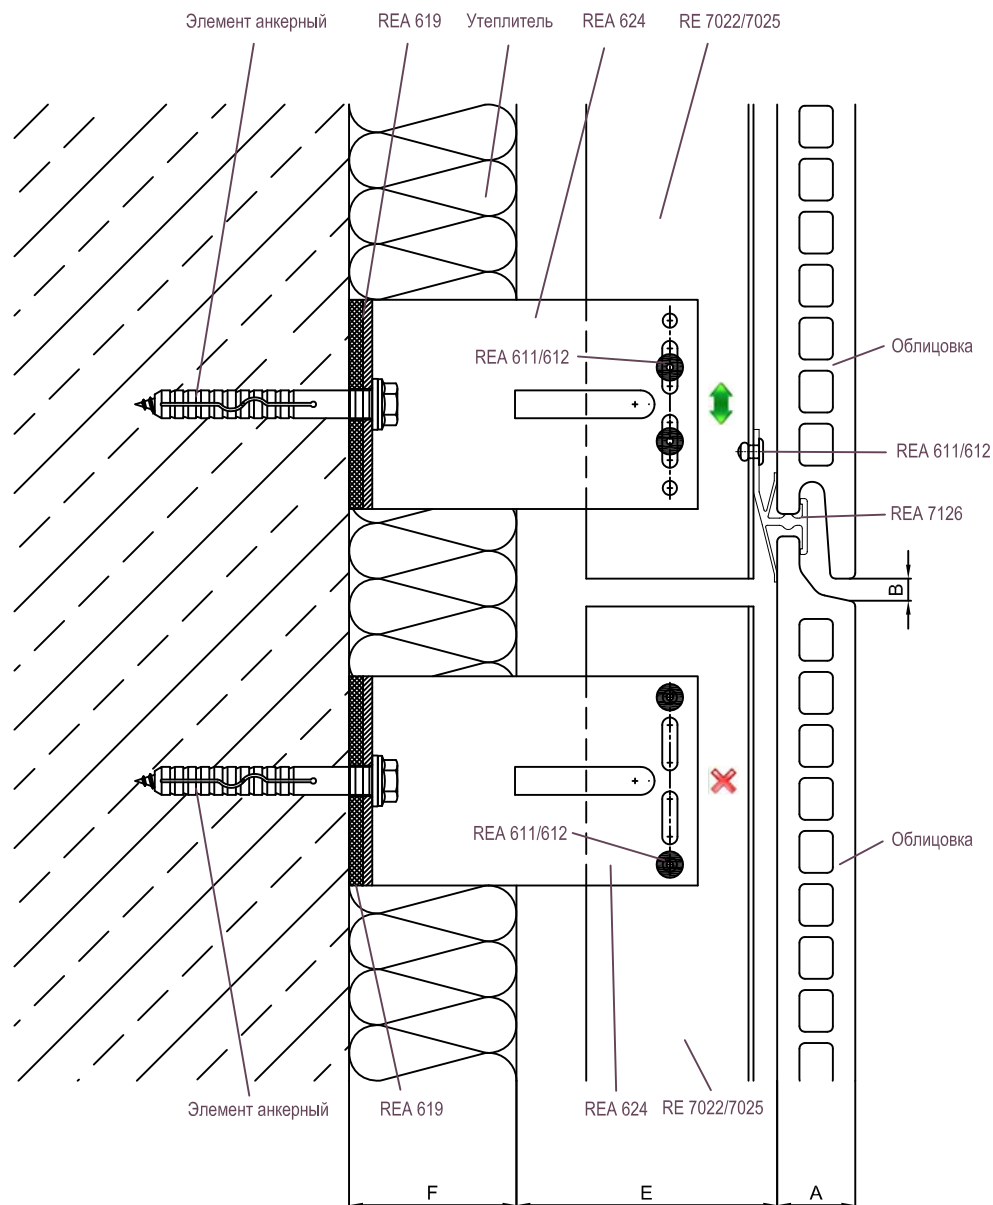 Элемент анкерный
REA 619
Утеплитель
REA 624
RE 7022/7025
Облицовка
REA 611/612
REA 611/612
REA 7126
B
REA 611/612
Облицовка
Элемент анкерный
REA 619
REA 624
RE 7022/7025
F
E
A